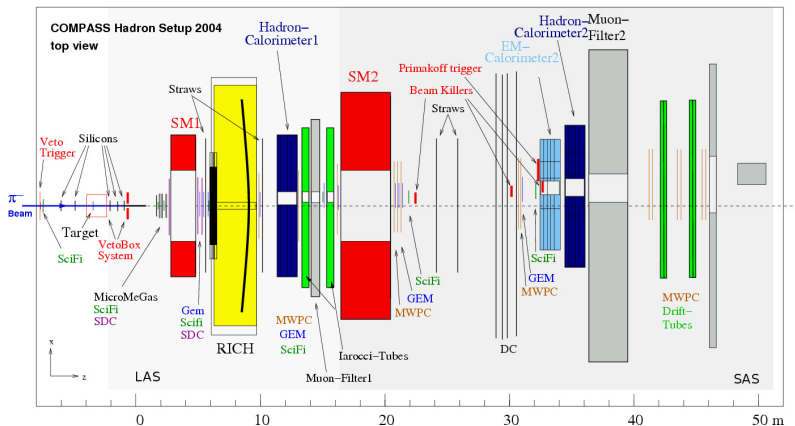 COMPASS Hadron Setup 2004
top view
Hadron-
Calorimeter1
Hadron-
Calorimeter2
Muon-
Filter2
EM-
Calorimeter2
SM2
Primakoff trigger
Beam Killers
Straws
Straws
SM1
Veto
Trigger
Silicons
π-
Beam
Target
SciFi
VetoBox
System
MicroMeGas
SciFi
SDC
Gem
Scifi
SDC
RICH
MWPC
GEM
SciFi
Iarocci-Tubes
Muon-Filter1
SciFi
GEM
MWPC
DC
SciFi
GEM
MWPC
MWPC
Drift-
Tubes
x
z
LAS
SAS
0 10 20 30 40 50 m